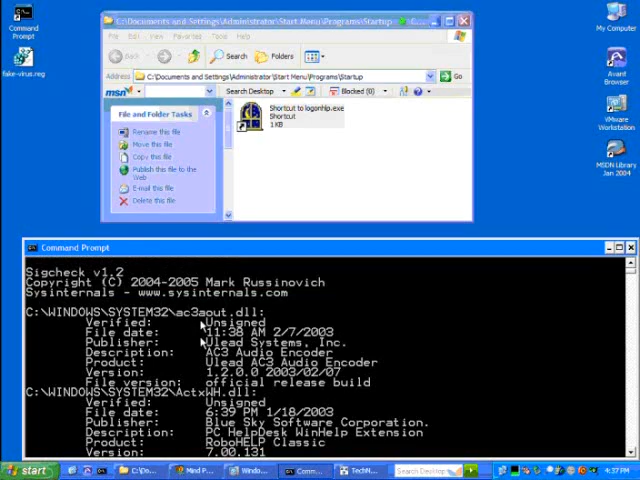 Command
Prompt
fake-virus.reg
C:\Documents and Settings\Administrator\Start Menu\Programs\Startup
File Edit View Favorites Tools Help
Back
Search
Folders
Address
C:\Documents and Settings\Administrator\Start Menu\Programs\Startup
Go
msn
Search Desktop
Blocked (0)
File and Folder Tasks
Rename this file
Move this file
Copy this file
Publish this file to the
Web
E-mail this file
Delete this file
Shortcut to logonhlp.exe
Shortcut
1 KB
My Computer
Avant
Browser
VMware
Workstation
MSDN Library
Jan 2004
Command Prompt
Sigcheck v1.2
Copyright (C) 2004-2005 Mark Russinovich
Sysinternals - www.sysinternals.com
C:\WINDOWS\SYSTEM32\ac3aout.dll:
Verified: Unsigned
File date: 11:38 AM 2/7/2003
Publisher: Ulead Systems, Inc.
Description: AC3 Audio Encoder
Product: Ulead AC3 Audio Encoder
Version: 1.2.0.0 2003/02/07
File version: official release build
C:\WINDOWS\SYSTEM32\ActxWH.dll:
Verified: Unsigned
File date: 6:39 PM 1/18/2003
Publisher: Blue Sky Software Corporation.
Description: PC HelpDesk WinHelp Extension
Product: RoboHELP Classic
Version: 7.00.131
start
C:\Do...
Mind P...
Window...
Comm...
TechN...
Search Desktop
4:37 PM